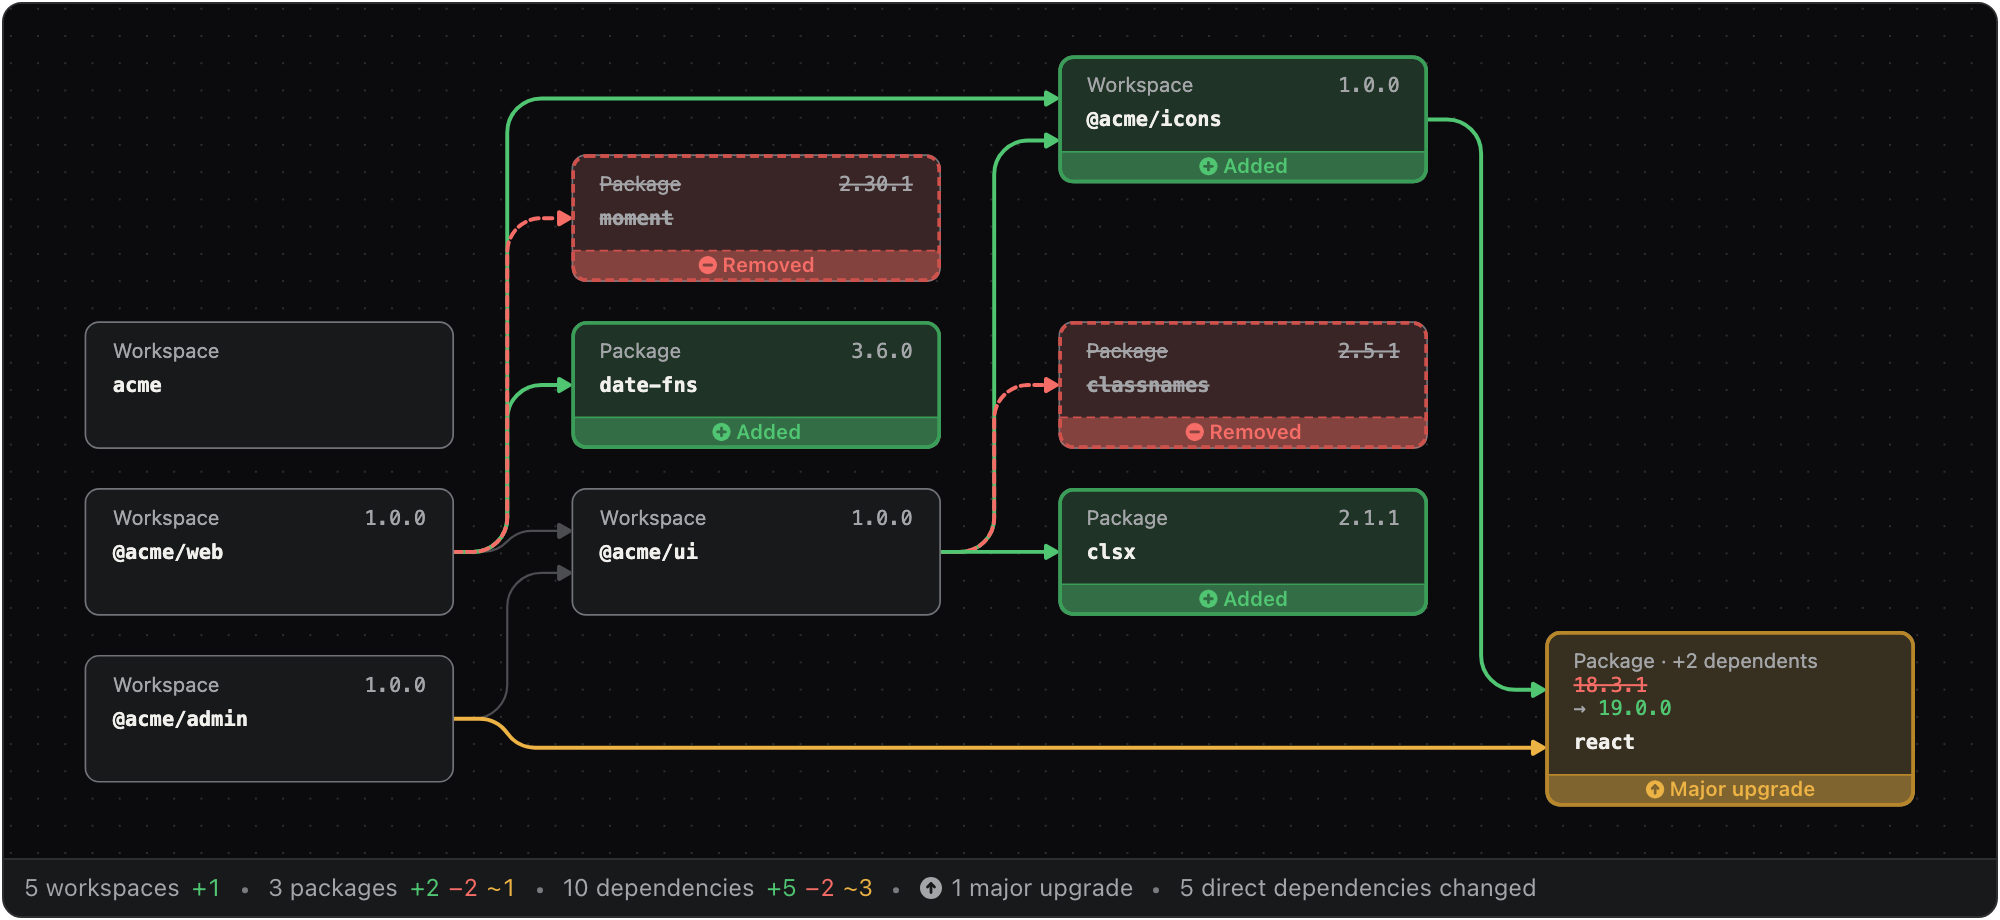 Workspace 1.0.0
@acme/icons
Added
Package 2.30.1
moment
Removed
Workspace
acme
Package 3.6.0
date-fns
Added
Package 2.5.1
classnames
Removed
Workspace 1.0.0
@acme/web
Workspace 1.0.0
@acme/ui
Package 2.1.1
clsx
Added
Workspace 1.0.0
@acme/admin
Package · +2 dependents
18.3.1
→ 19.0.0
react
Major upgrade
5 workspaces +1 • 3 packages +2 −2 ~1 • 10 dependencies +5 −2 ~3 • 1 major upgrade • 5 direct dependencies changed